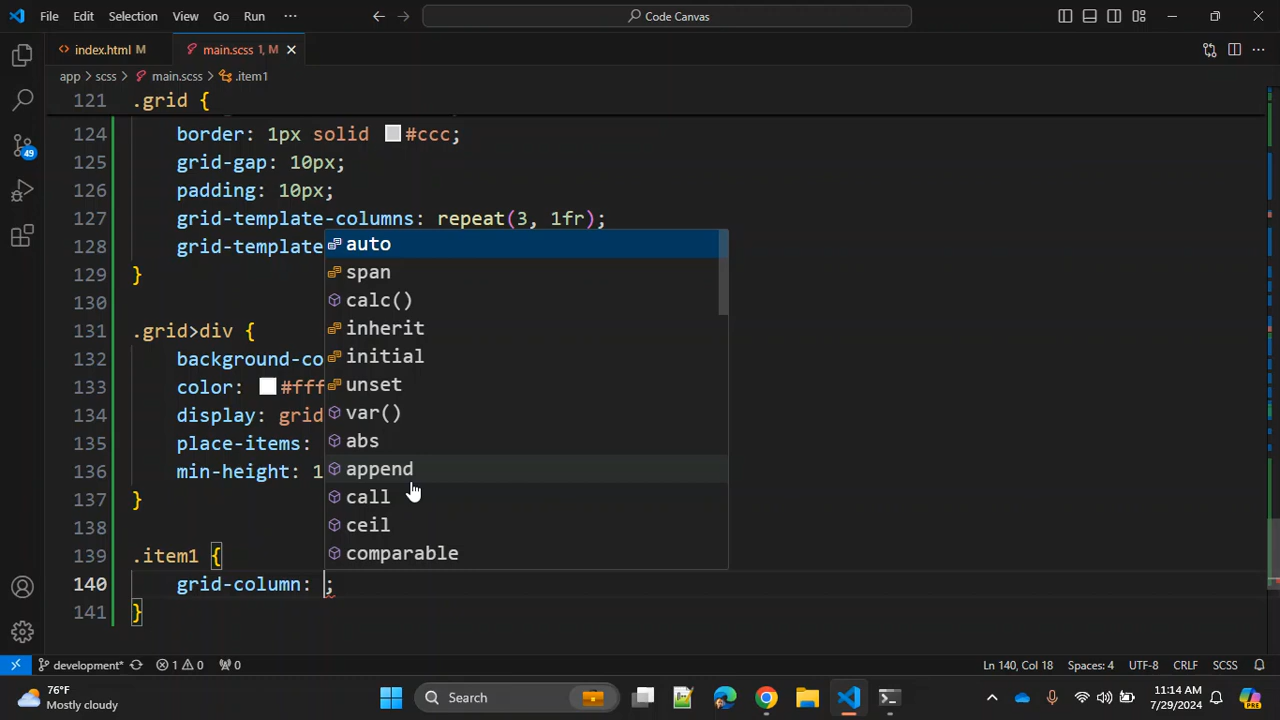 File Edit Selection View Go Run ··· Code Canvas
index.html M main.scss 1, M
app > scss > main.scss > .item1
121 .grid {
124 border: 1px solid #ccc;
125 grid-gap: 10px;
126 padding: 10px;
127 grid-template-columns: repeat(3, 1fr);
128 grid-template
129 }
130
131 .grid>div {
132 background-co
133 color: #fff
134 display: grid
135 place-items:
136 min-height: 1
137 }
138
139 .item1 {
140 grid-column: ;
141 }
auto
span
calc()
inherit
initial
unset
var()
abs
append
call
ceil
comparable
49
development* 1 0 0 Ln 140, Col 18 Spaces: 4 UTF-8 CRLF SCSS
76°F
Mostly cloudy
Search
11:14 AM
7/29/2024
PRE